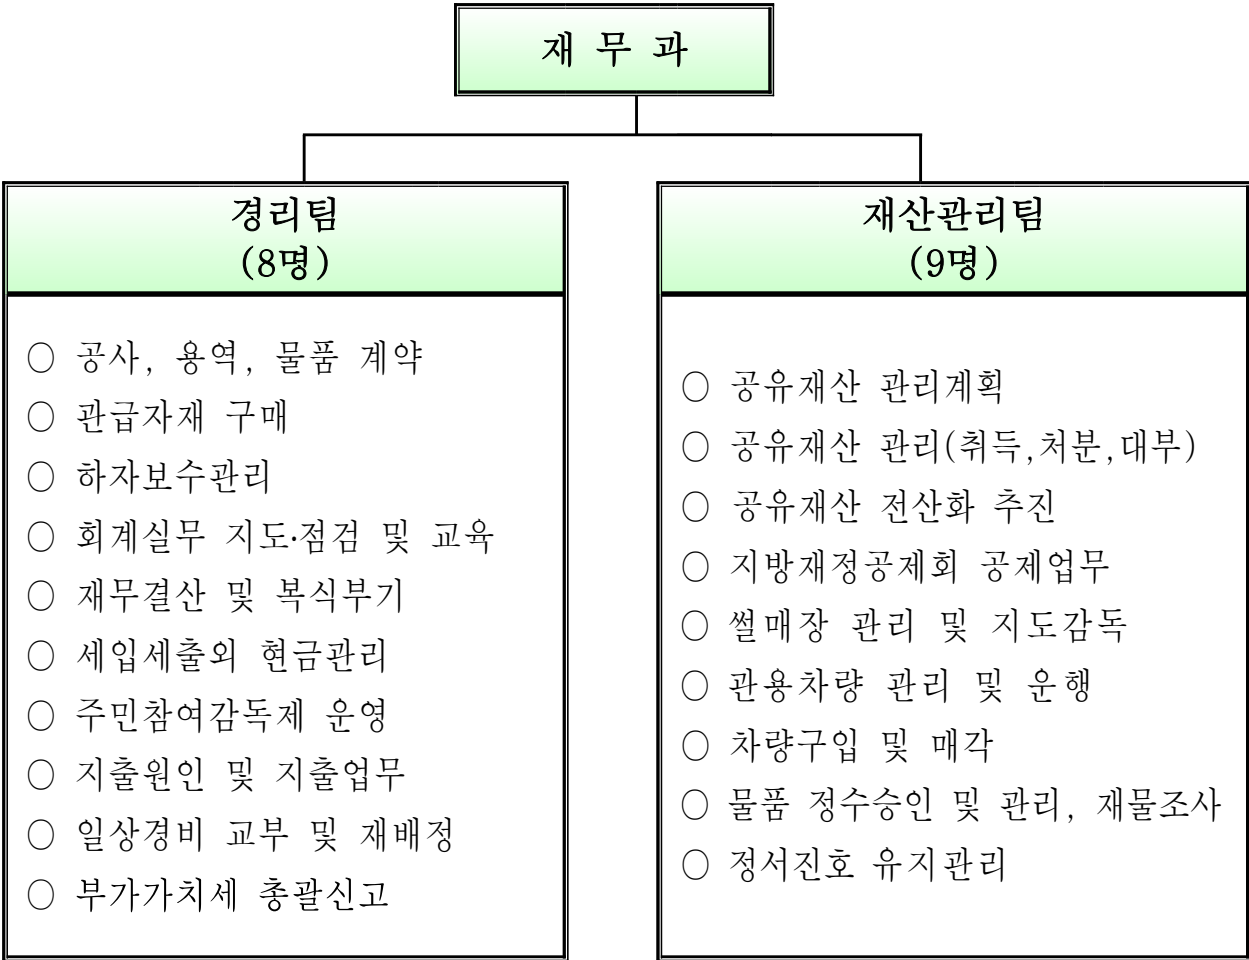 재 무 과
경리팀
(8명)
○ 공사, 용역, 물품 계약
○ 관급자재 구매
○ 하자보수관리
○ 회계실무 지도·점검 및 교육
○ 재무결산 및 복식부기
○ 세입세출외 현금관리
○ 주민참여감독제 운영
○ 지출원인 및 지출업무
○ 일상경비 교부 및 재배정
○ 부가가치세 총괄신고
재산관리팀
(9명)
○ 공유재산 관리계획
○ 공유재산 관리(취득,처분,대부)
○ 공유재산 전산화 추진
○ 지방재정공제회 공제업무
○ 썰매장 관리 및 지도감독
○ 관용차량 관리 및 운행
○ 차량구입 및 매각
○ 물품 정수승인 및 관리, 재물조사
○ 정서진호 유지관리